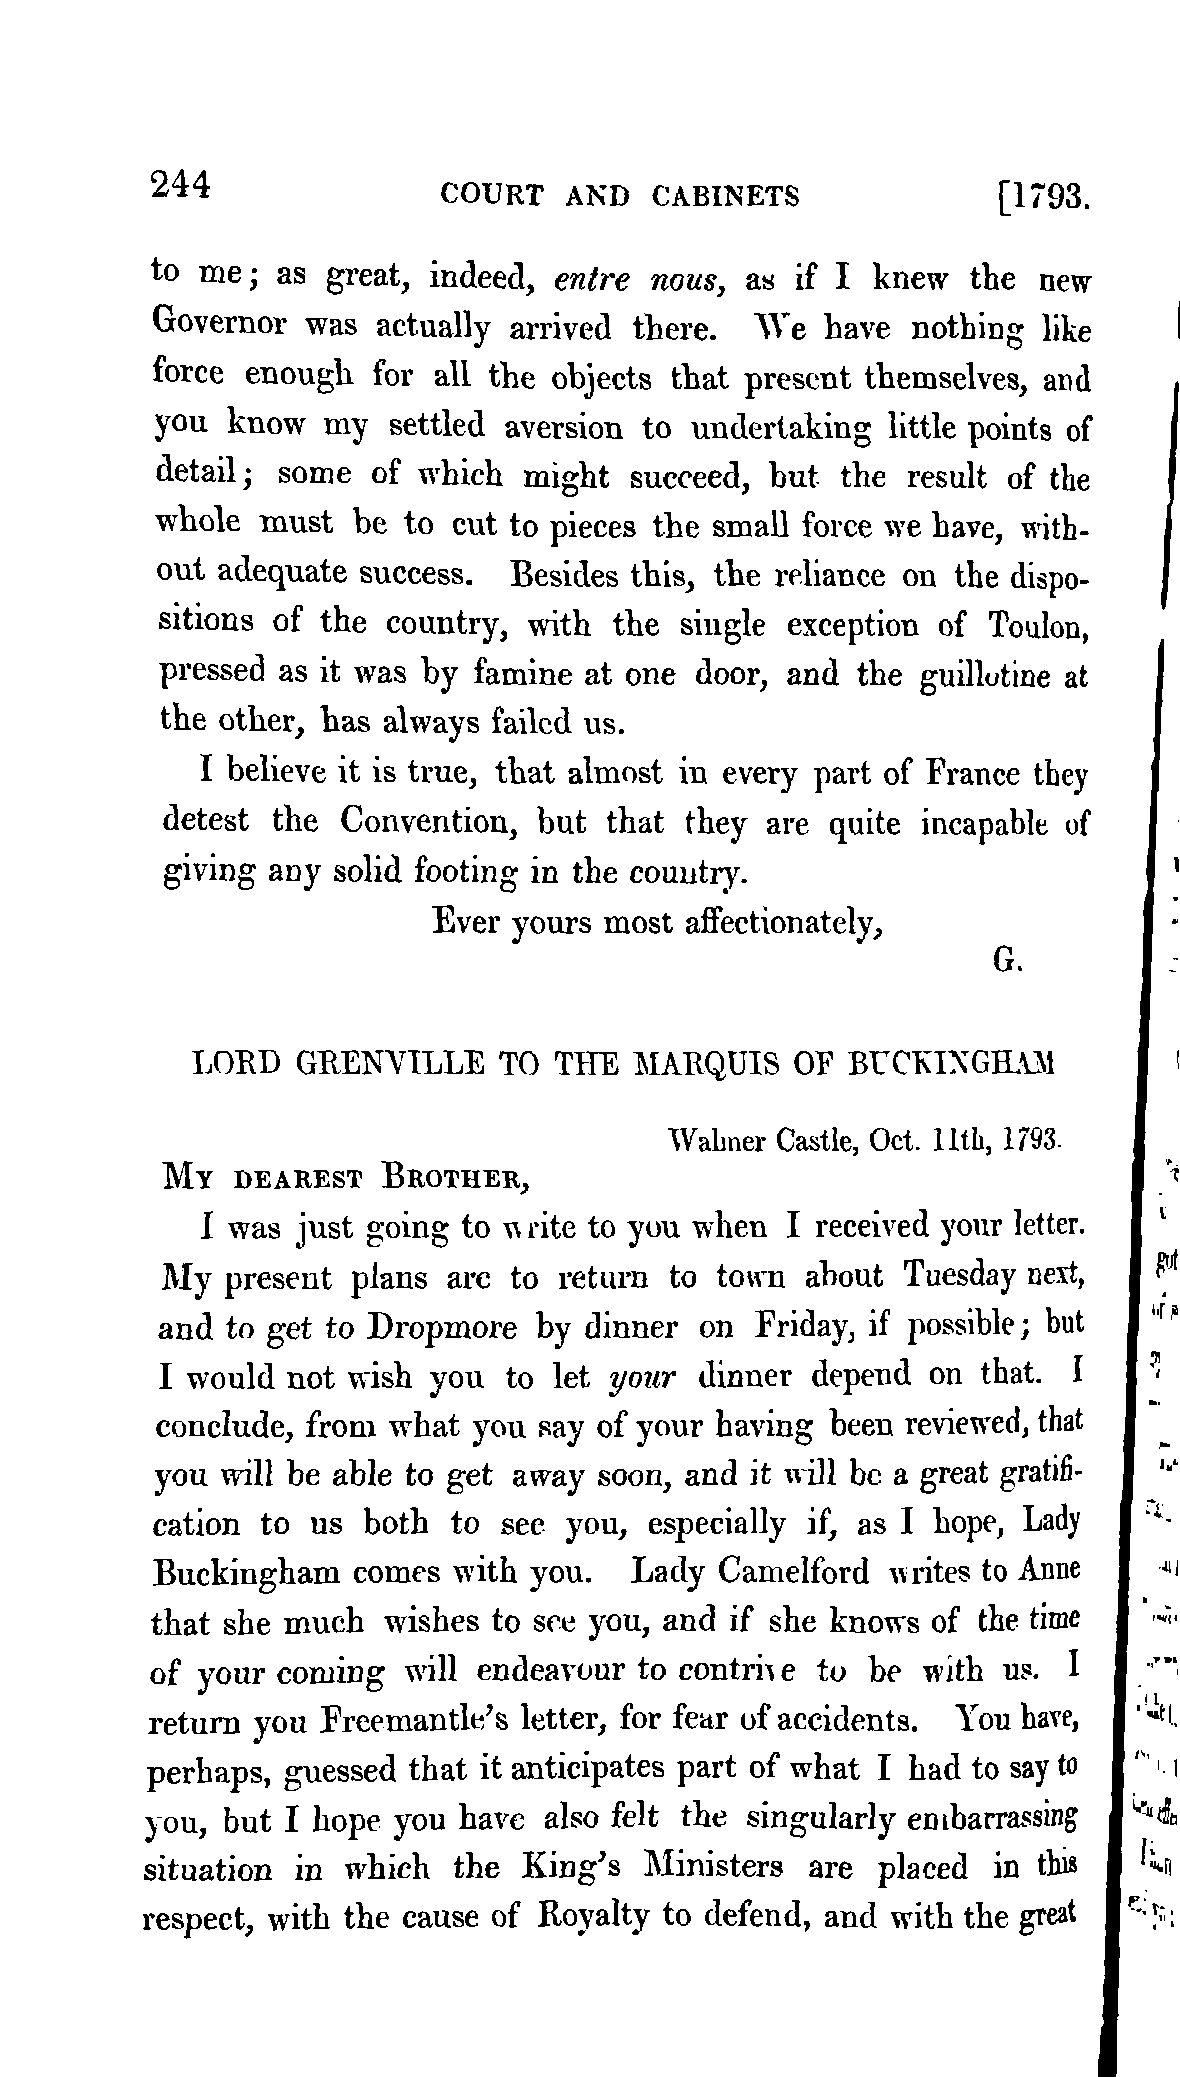 244 COURT AND CABINETS [1793.
to me; as great, indeed, entre nous, as if I knew the new
Governor was actually arrived there. We have nothing like
force enough for all the objects that present themselves, and
you know my settled aversion to undertaking little points of
detail; some of which might succeed, but the result of the
whole must be to cut to pieces the small force we have, with-
out adequate success. Besides this, the reliance on the dispo-
sitions of the country, with the single exception of Toulon,
pressed as it was by famine at one door, and the guillotine at
the other, has always failed us.
I believe it is true, that almost in every part of France they
detest the Convention, but that they are quite incapable of
giving any solid footing in the country.
Ever yours most affectionately,
G.
LORD GRENVILLE TO THE MARQUIS OF BUCKINGHAM
Walmer Castle, Oct. 11th, 1793.
MY DEAREST BROTHER,
I was just going to write to you when I received your letter.
My present plans are to return to town about Tuesday next,
and to get to Dropmore by dinner on Friday, if possible; but
I would not wish you to let your dinner depend on that. I
conclude, from what you say of your having been reviewed, that
you will be able to get away soon, and it will be a great gratifi-
cation to us both to see you, especially if, as I hope, Lady
Buckingham comes with you. Lady Camelford writes to Anne
that she much wishes to see you, and if she knows of the time
of your coming will endeavour to contrive to be with us. I
return you Freemantle's letter, for fear of accidents. You have,
perhaps, guessed that it anticipates part of what I had to say to
you, but I hope you have also felt the singularly embarrassing
situation in which the King's Ministers are placed in this
respect, with the cause of Royalty to defend, and with the great